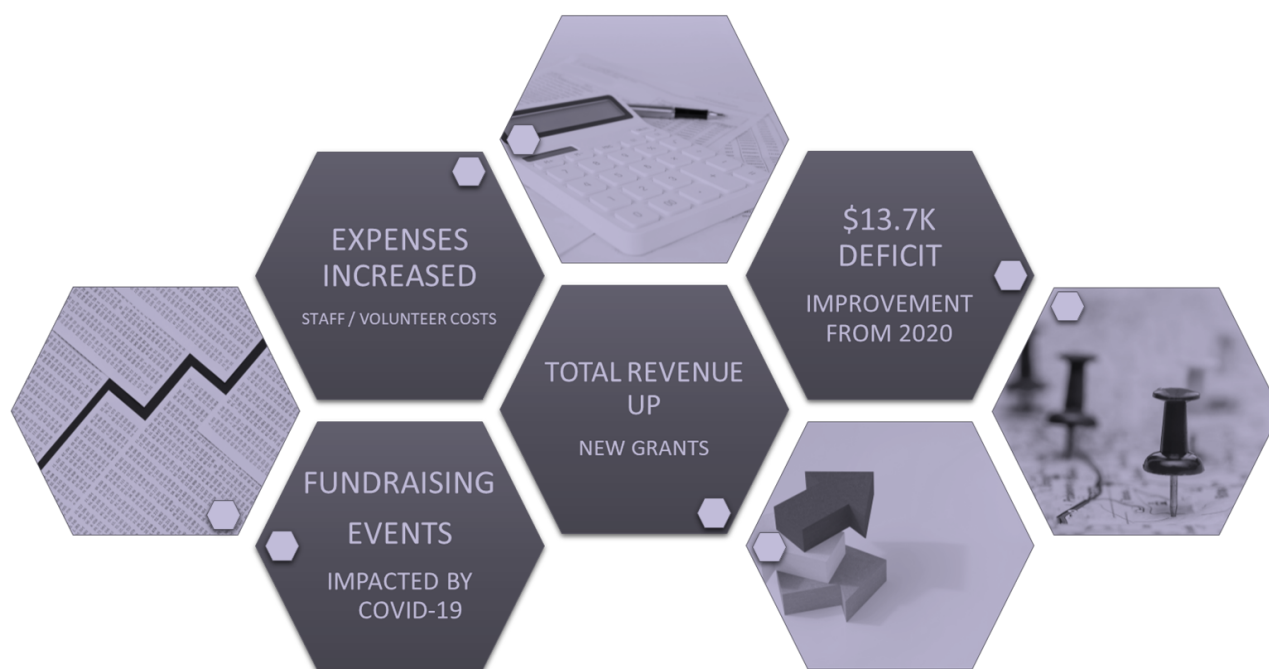 EXPENSES
INCREASED
STAFF / VOLUNTEER COSTS
FUNDRAISING
EVENTS
IMPACTED BY
COVID-19
TOTAL REVENUE
UP
NEW GRANTS
$13.7K
DEFICIT
IMPROVEMENT
FROM 2020